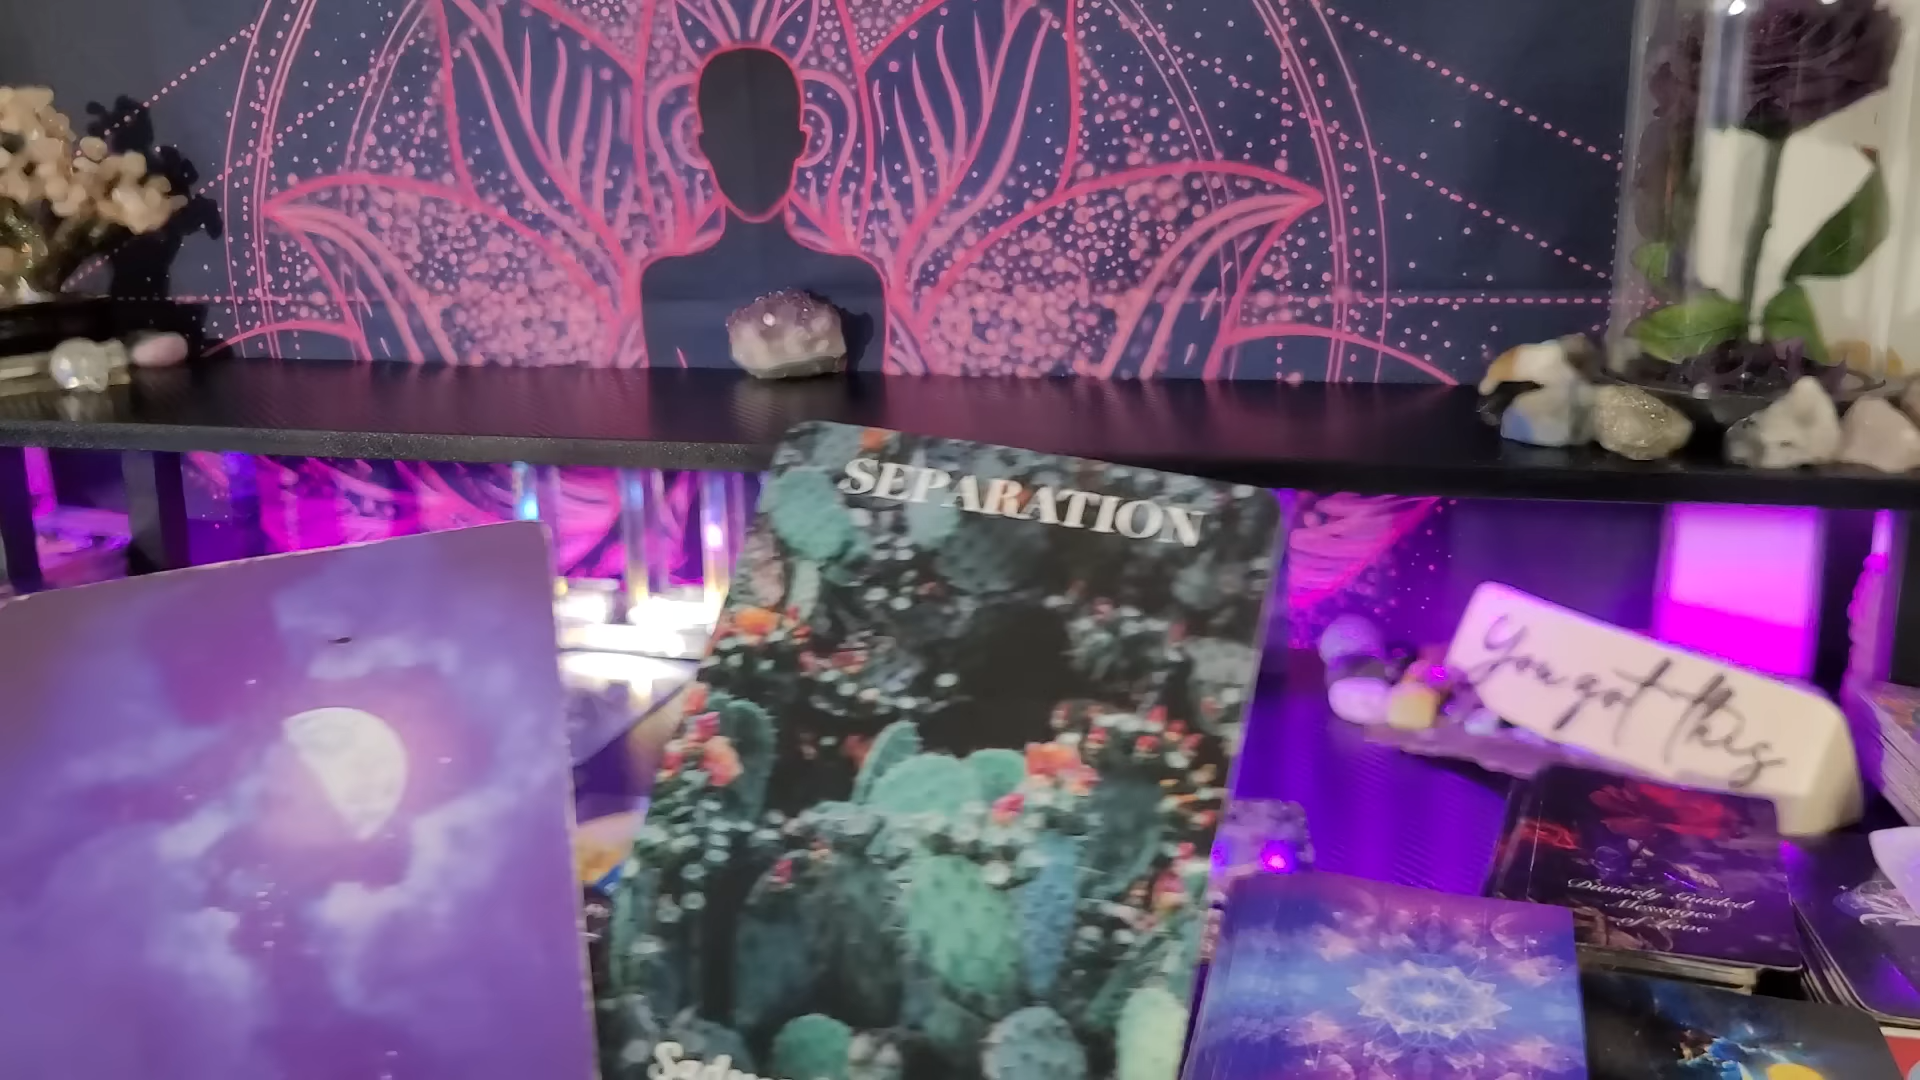 SEPARATION
You got this
Divinely Guided
Messages
of Love